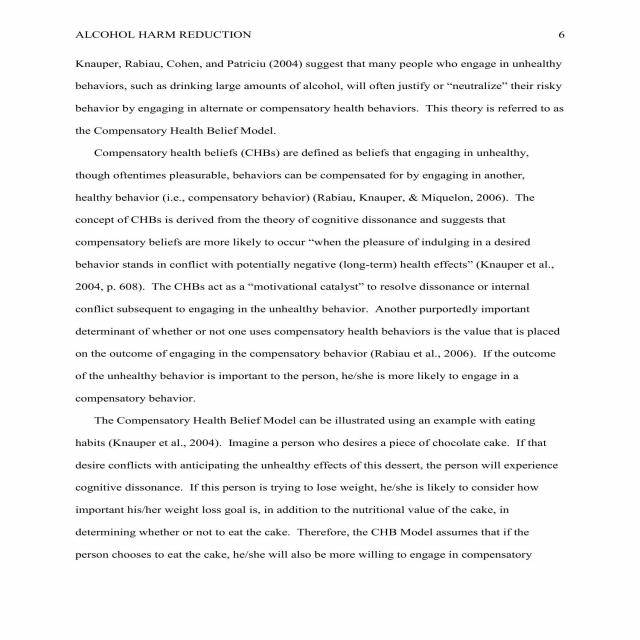 ALCOHOL HARM REDUCTION 6
Knauper, Rabiau, Cohen, and Patriciu (2004) suggest that many people who engage in unhealthy
behaviors, such as drinking large amounts of alcohol, will often justify or “neutralize” their risky
behavior by engaging in alternate or compensatory health behaviors.  This theory is referred to as
the Compensatory Health Belief Model.
Compensatory health beliefs (CHBs) are defined as beliefs that engaging in unhealthy,
though oftentimes pleasurable, behaviors can be compensated for by engaging in another,
healthy behavior (i.e., compensatory behavior) (Rabiau, Knauper, & Miquelon, 2006).  The
concept of CHBs is derived from the theory of cognitive dissonance and suggests that
compensatory beliefs are more likely to occur “when the pleasure of indulging in a desired
behavior stands in conflict with potentially negative (long-term) health effects” (Knauper et al.,
2004, p. 608).  The CHBs act as a “motivational catalyst” to resolve dissonance or internal
conflict subsequent to engaging in the unhealthy behavior.  Another purportedly important
determinant of whether or not one uses compensatory health behaviors is the value that is placed
on the outcome of engaging in the compensatory behavior (Rabiau et al., 2006).  If the outcome
of the unhealthy behavior is important to the person, he/she is more likely to engage in a
compensatory behavior.
The Compensatory Health Belief Model can be illustrated using an example with eating
habits (Knauper et al., 2004).  Imagine a person who desires a piece of chocolate cake.  If that
desire conflicts with anticipating the unhealthy effects of this dessert, the person will experience
cognitive dissonance.  If this person is trying to lose weight, he/she is likely to consider how
important his/her weight loss goal is, in addition to the nutritional value of the cake, in
determining whether or not to eat the cake.  Therefore, the CHB Model assumes that if the
person chooses to eat the cake, he/she will also be more willing to engage in compensatory